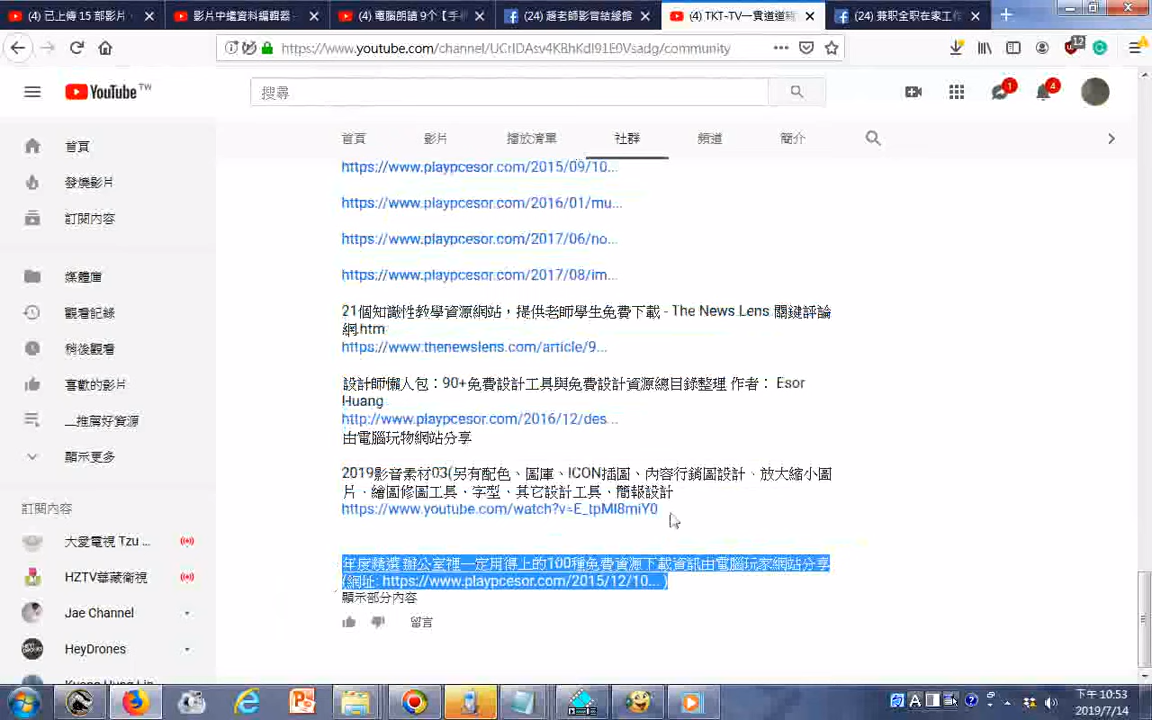 (4) 已上傳 15 部影片
影片中繼資料編輯器
(4) 電腦朗讀 9个【手
(24) 趙老師影音結緣館
(4) TKT-TV一貫道道
(24) 兼职全职在家工作
https://www.youtube.com/channel/UCrIDAsv4KBhKdI91E0Vsadg/community
12
YouTube TW
搜尋
1
4
首頁
影片
播放清單
社群
頻道
簡介
首頁
發燒影片
訂閱內容
媒體庫
觀看記錄
稍後觀看
喜歡的影片
__推薦好資源
顯示更多
訂閱內容
大愛電視 Tzu ...
HZTV華藏衛視
Jae Channel
HeyDrones
https://www.playpcesor.com/2015/09/10...
https://www.playpcesor.com/2016/01/mu...
https://www.playpcesor.com/2017/06/no...
https://www.playpcesor.com/2017/08/im...
21個知識性教學資源網站，提供老師學生免費下載 - The News Lens 關鍵評論
網.htm
https://www.thenewslens.com/article/9...
設計師懶人包：90+免費設計工具與免費設計資源總目錄整理 作者： Esor
Huang
http://www.playpcesor.com/2016/12/des...
由電腦玩物網站分享
2019影音素材03(另有配色、圖庫、ICON插圖、內容行銷圖設計、放大縮小圖
片、繪圖修圖工具、字型、其它設計工具、簡報設計
https://www.youtube.com/watch?v=E_tpMI8miY0
年度精選 辦公室裡一定用得上的100種免費資源下載資訊由電腦玩家網站分享
(網址: https://www.playpcesor.com/2015/12/10... )
顯示部分內容
留言
下午 10:53
2019/7/14